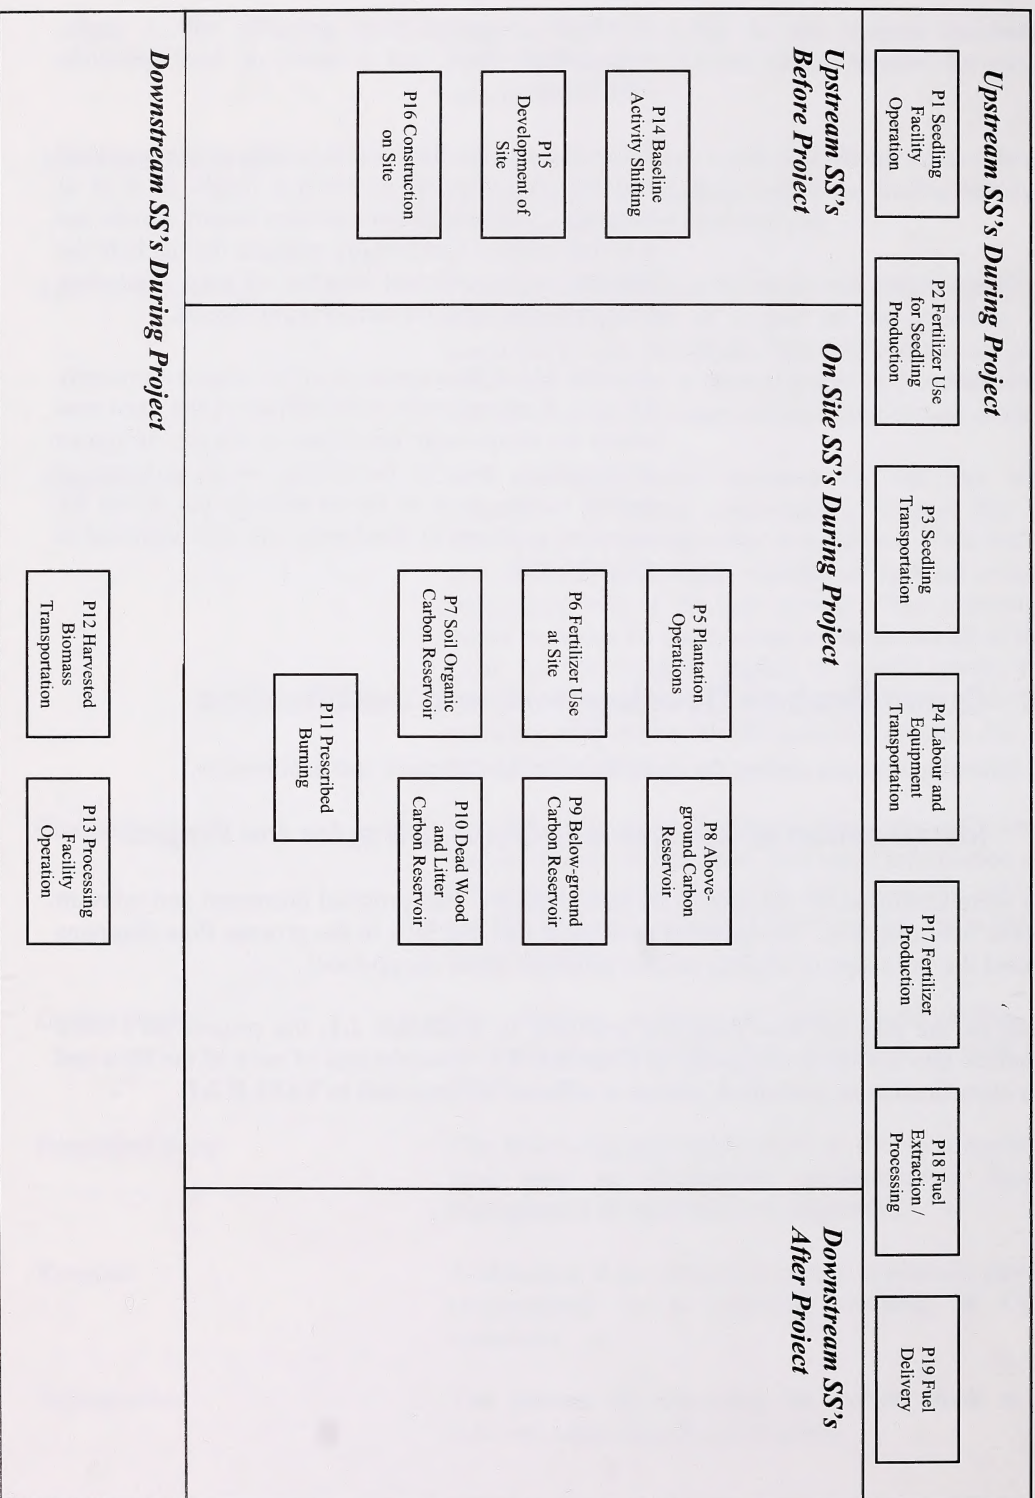 Upstream SS's During Project
P1 Seedling
Facility
Operation
P2 Fertilizer Use
for Seedling
Production
P3 Seedling
Transportation
P4 Labour and
Equipment
Transportation
P17 Fertilizer
Production
P18 Fuel
Extraction /
Processing
P19 Fuel
Delivery
Upstream SS's
Before Project
P14 Baseline
Activity Shifting
P15
Development of
Site
P16 Construction
on Site
On Site SS's During Project
P5 Plantation
Operations
P8 Above-
ground Carbon
Reservoir
P6 Fertilizer Use
at Site
P9 Below-ground
Carbon Reservoir
P7 Soil Organic
Carbon Reservoir
P10 Dead Wood
and Litter
Carbon Reservoir
P11 Prescribed
Burning
Downstream SS's
After Project
Downstream SS's During Project
P12 Harvested
Biomass
Transportation
P13 Processing
Facility
Operation